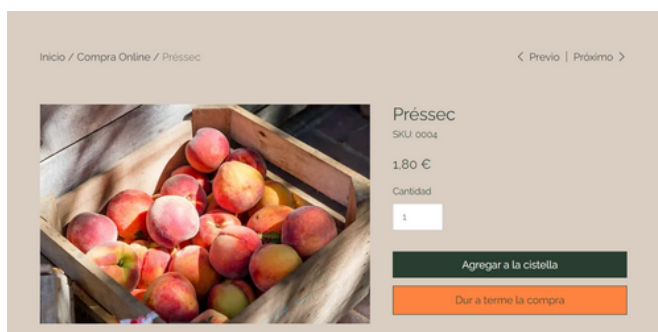 Inicio / Compra Online / Préssec
< Previo | Próximo >
Préssec
SKU: 0004
1,80 €
Cantidad
1
Agregar a la cistella
Dur a terme la compra